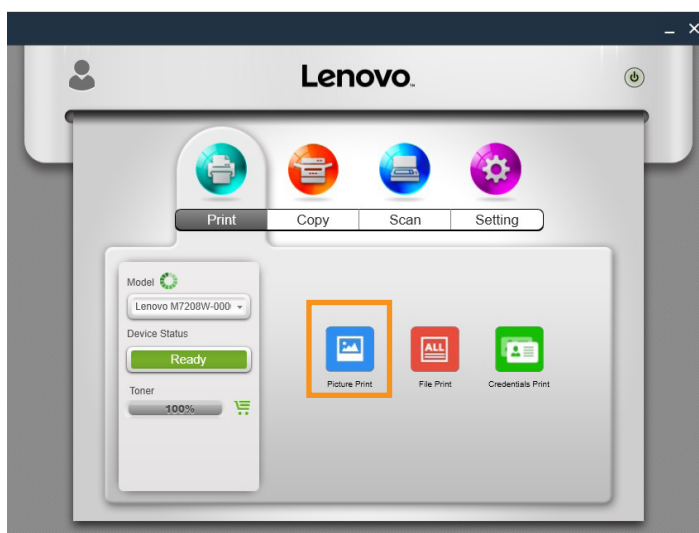 Lenovo™
Print Copy Scan Setting
Model
Lenovo M7208W-000
Device Status
Ready
Toner
100%
ALL
Picture Print File Print Credentials Print